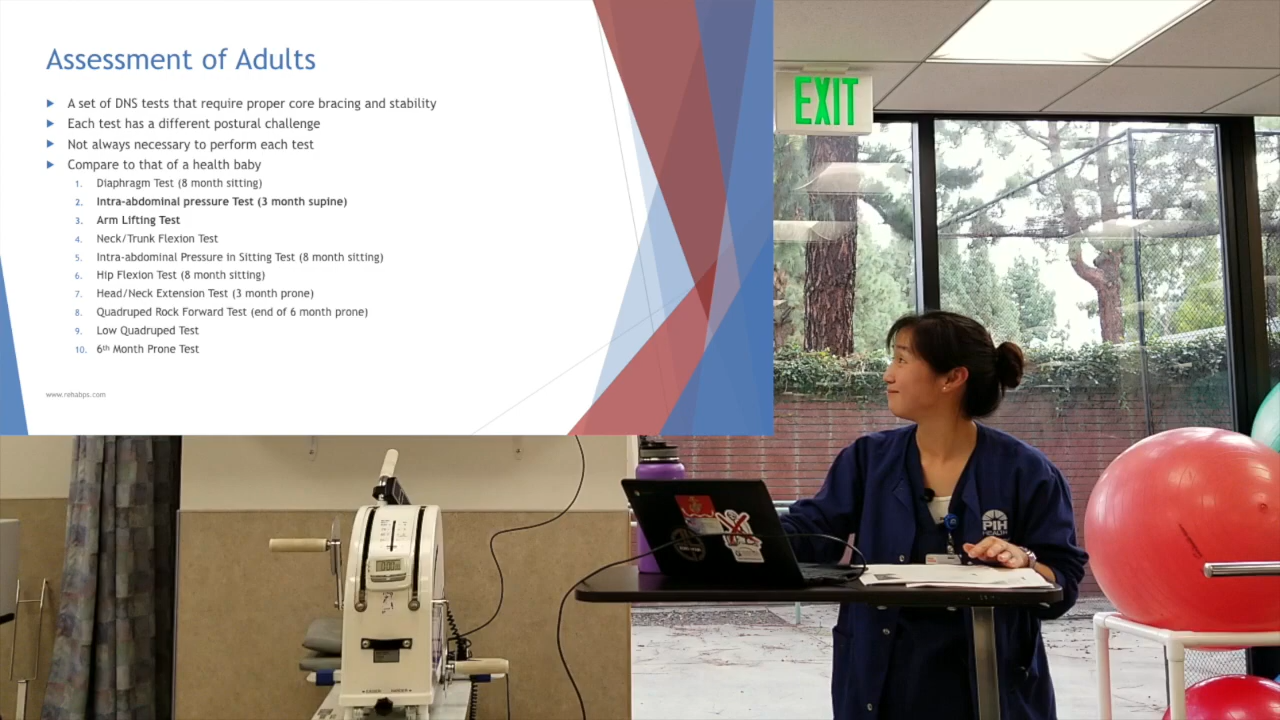 Assessment of Adults
A set of DNS tests that require proper core bracing and stability
Each test has a different postural challenge
Not always necessary to perform each test
Compare to that of a health baby
1. Diaphragm Test (8 month sitting)
2. Intra-abdominal pressure Test (3 month supine)
3. Arm Lifting Test
4. Neck/Trunk Flexion Test
5. Intra-abdominal Pressure in Sitting Test (8 month sitting)
6. Hip Flexion Test (8 month sitting)
7. Head/Neck Extension Test (3 month prone)
8. Quadruped Rock Forward Test (end of 6 month prone)
9. Low Quadruped Test
10. 6th Month Prone Test
www.rehabps.com
EXIT
PIH
HEALTH